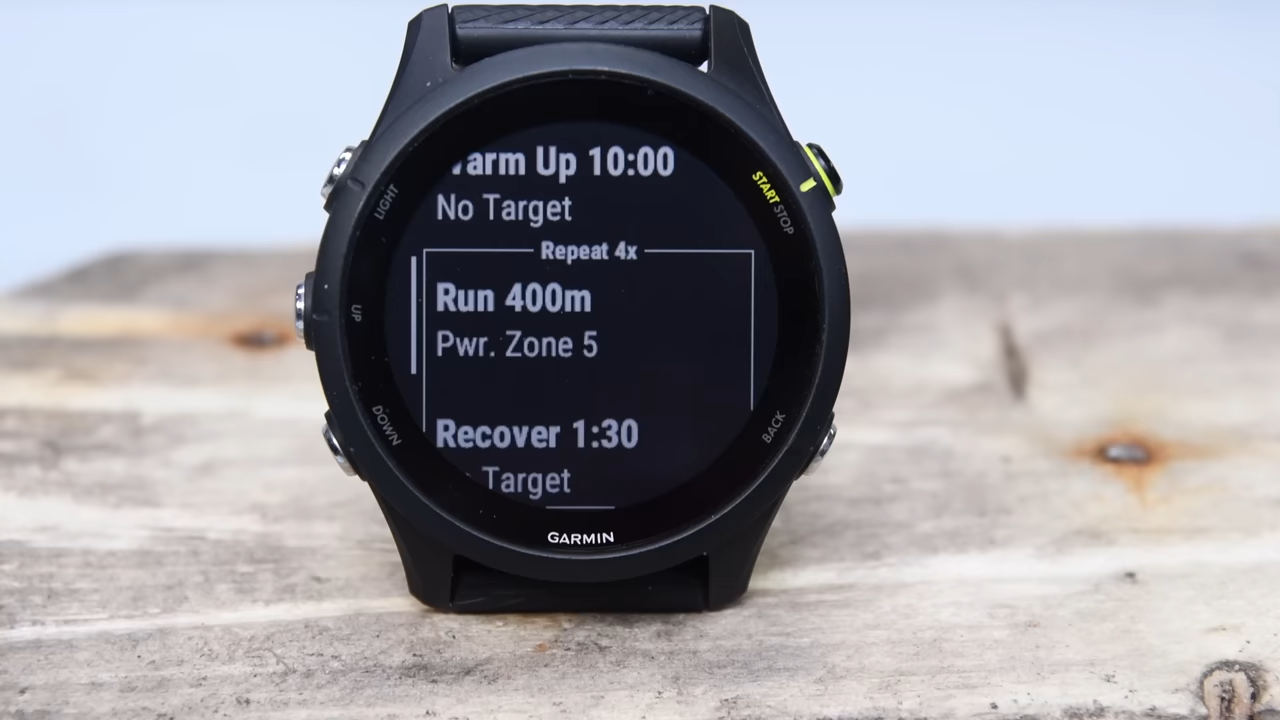 Up 10:00
No Target
Repeat 4x
Run 400m
Pwr. Zone 5
Recover 1:30
Target
LIGHT
UP
DOWN
START STOP
BACK
GARMIN